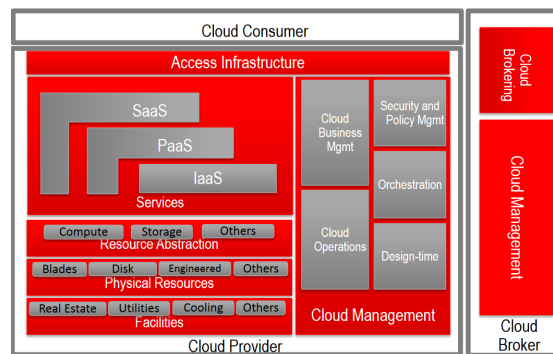 Cloud Consumer
Access Infrastructure
SaaS
PaaS
IaaS
Services
Compute
Storage
Others
Resource Abstraction
Blades
Disk
Engineered
Others
Physical Resources
Real Estate
Utilities
Cooling
Others
Facilities
Cloud
Business
Mgmt
Cloud
Operations
Security and
Policy Mgmt
Orchestration
Design-time
Cloud Management
Cloud Provider
Cloud
Brokering
Cloud Management
Cloud
Broker